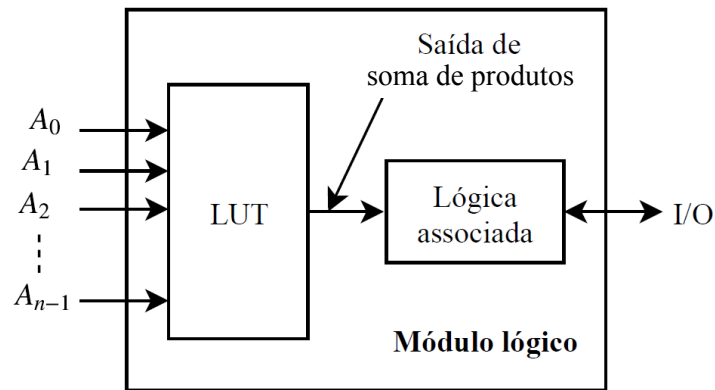 Saída de
soma de produtos
A₀
A₁
A₂
Aₙ₋₁
LUT
Lógica
associada
I/O
Módulo lógico